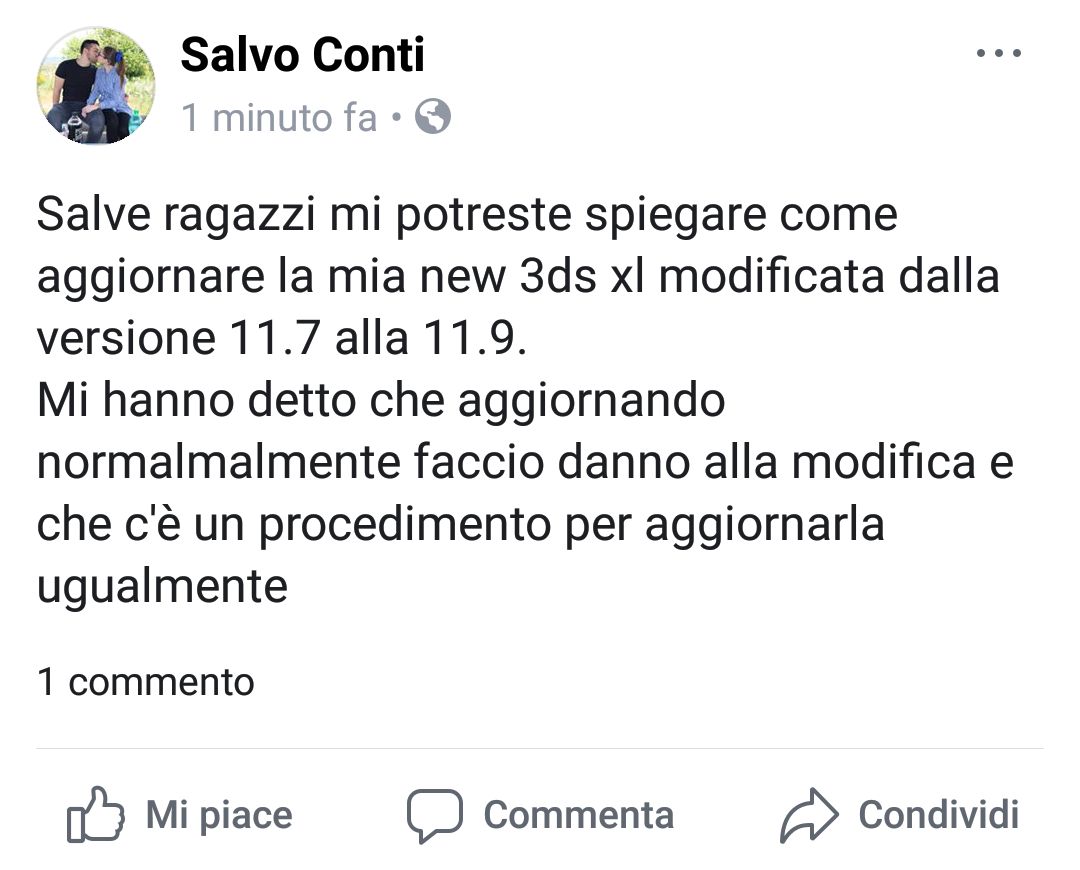 Salvo Conti
1 minuto fa •
Salve ragazzi mi potreste spiegare come
aggiornare la mia new 3ds xl modificata dalla
versione 11.7 alla 11.9.
Mi hanno detto che aggiornando
normalmalmente faccio danno alla modifica e
che c'è un procedimento per aggiornarla
ugualmente
1 commento
Mi piace
Commenta
Condividi